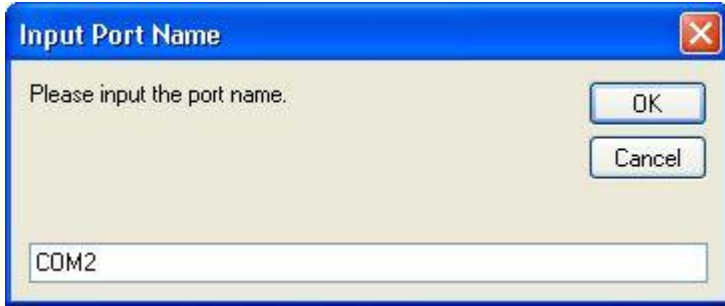 Input Port Name
Please input the port name.
OK
Cancel
COM2